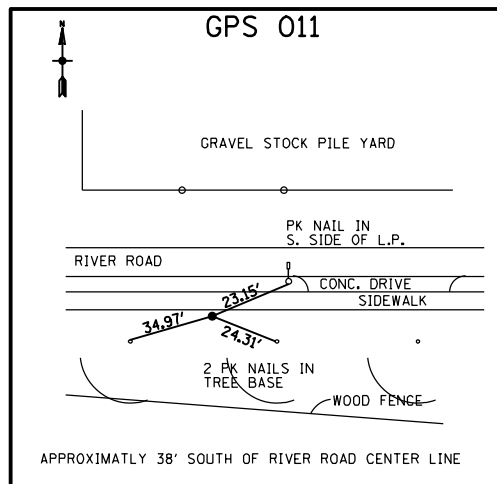 GPS 011
GRAVEL STOCK PILE YARD
PK NAIL IN
S. SIDE OF L.P.
RIVER ROAD
CONC. DRIVE
SIDEWALK
23.15'
34.97'
24.31'
2 PK NAILS IN
TREE BASE
WOOD FENCE
APPROXIMATLY 38' SOUTH OF RIVER ROAD CENTER LINE